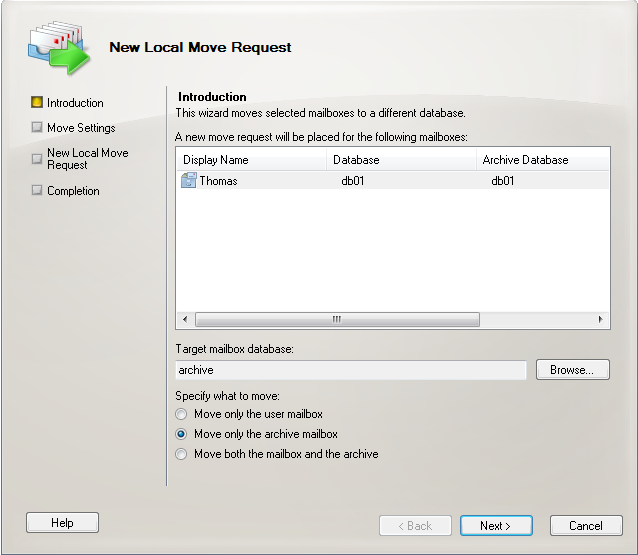 New Local Move Request
Introduction
Move Settings
New Local Move
Request
Completion
Introduction
This wizard moves selected mailboxes to a different database.
A new move request will be placed for the following mailboxes:
Display Name Database Archive Database
Thomas db01 db01
Target mailbox database:
archive Browse...
Specify what to move:
Move only the user mailbox
Move only the archive mailbox
Move both the mailbox and the archive
Help < Back Next > Cancel